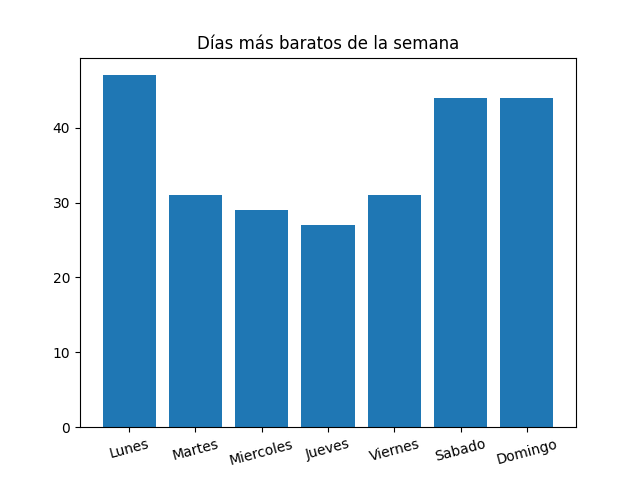 Días más baratos de la semana
40
30
20
10
0
Lunes
Martes
Miercoles
Jueves
Viernes
Sabado
Domingo